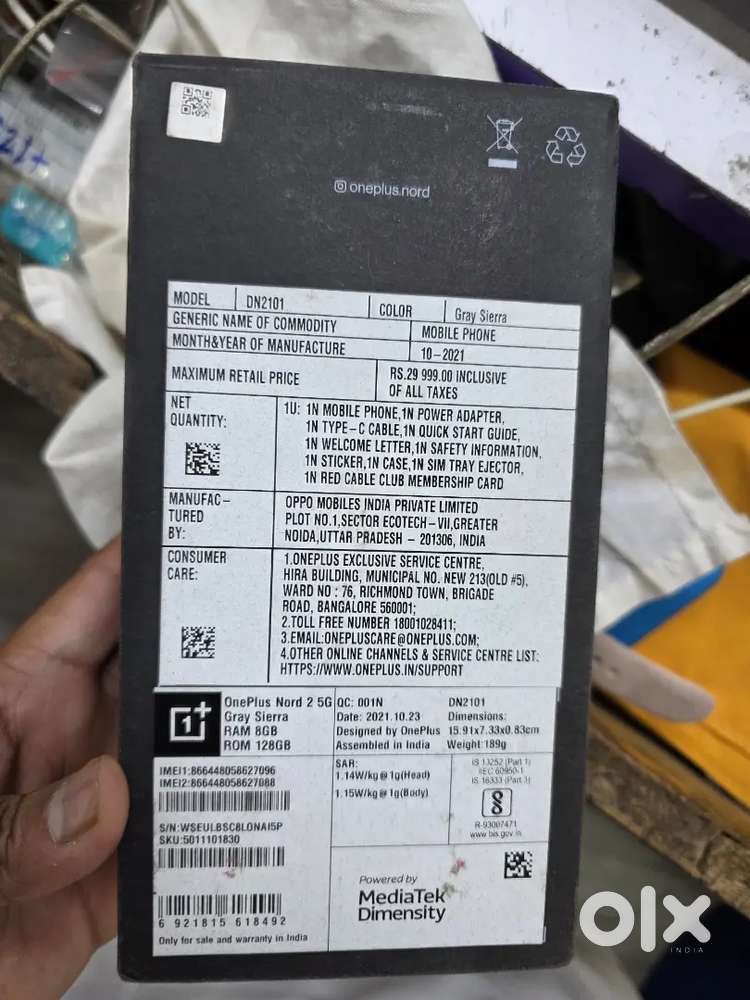 21+
oneplus.nord
MODEL DN2101 COLOR Gray Sierra
GENERIC NAME OF COMMODITY MOBILE PHONE
MONTH&YEAR OF MANUFACTURE 10-2021
MAXIMUM RETAIL PRICE RS.29 999.00 INCLUSIVE
OF ALL TAXES
NET
QUANTITY:
1U: 1N MOBILE PHONE,1N POWER ADAPTER,
1N TYPE-C CABLE,1N QUICK START GUIDE,
1N WELCOME LETTER,1N SAFETY INFORMATION,
1N STICKER,1N CASE,1N SIM TRAY EJECTOR,
1N RED CABLE CLUB MEMBERSHIP CARD
MANUFAC-
TURED
BY:
OPPO MOBILES INDIA PRIVATE LIMITED
PLOT NO.1,SECTOR ECOTECH-VII,GREATER
NOIDA,UTTAR PRADESH - 201306, INDIA
CONSUMER
CARE:
1.ONEPLUS EXCLUSIVE SERVICE CENTRE,
HIRA BUILDING, MUNICIPAL NO. NEW 213(OLD #5),
WARD NO : 76, RICHMOND TOWN, BRIGADE
ROAD, BANGALORE 560001;
2.TOLL FREE NUMBER 18001028411;
3.EMAIL:ONEPLUSCARE@ONEPLUS.COM;
4.OTHER ONLINE CHANNELS & SERVICE CENTRE LIST:
HTTPS://WWW.ONEPLUS.IN/SUPPORT
OnePlus Nord 2 5G
Gray Sierra
RAM 8GB
ROM 128GB
QC: 001N DN2101
Date: 2021.10.23 Dimensions:
Designed by OnePlus 15.91x7.33x0.83cm
Assembled in India Weight:189g
IMEI1:866448058627096
IMEI2:866448058627088
S/N:WSEUL8SC8LONAI5P
SKU:5011101830
6 921815 618492
Only for sale and warranty in India
SAR:
1.14W/kg@1g(Head)
1.15W/kg@1g(Body)
IS 13252 (Part 1)
IEC 60950-1
IS 16333 (Part 3)
R-93007471
www.bis.gov.in
Powered by
MediaTek
Dimensity
olx
INDIA